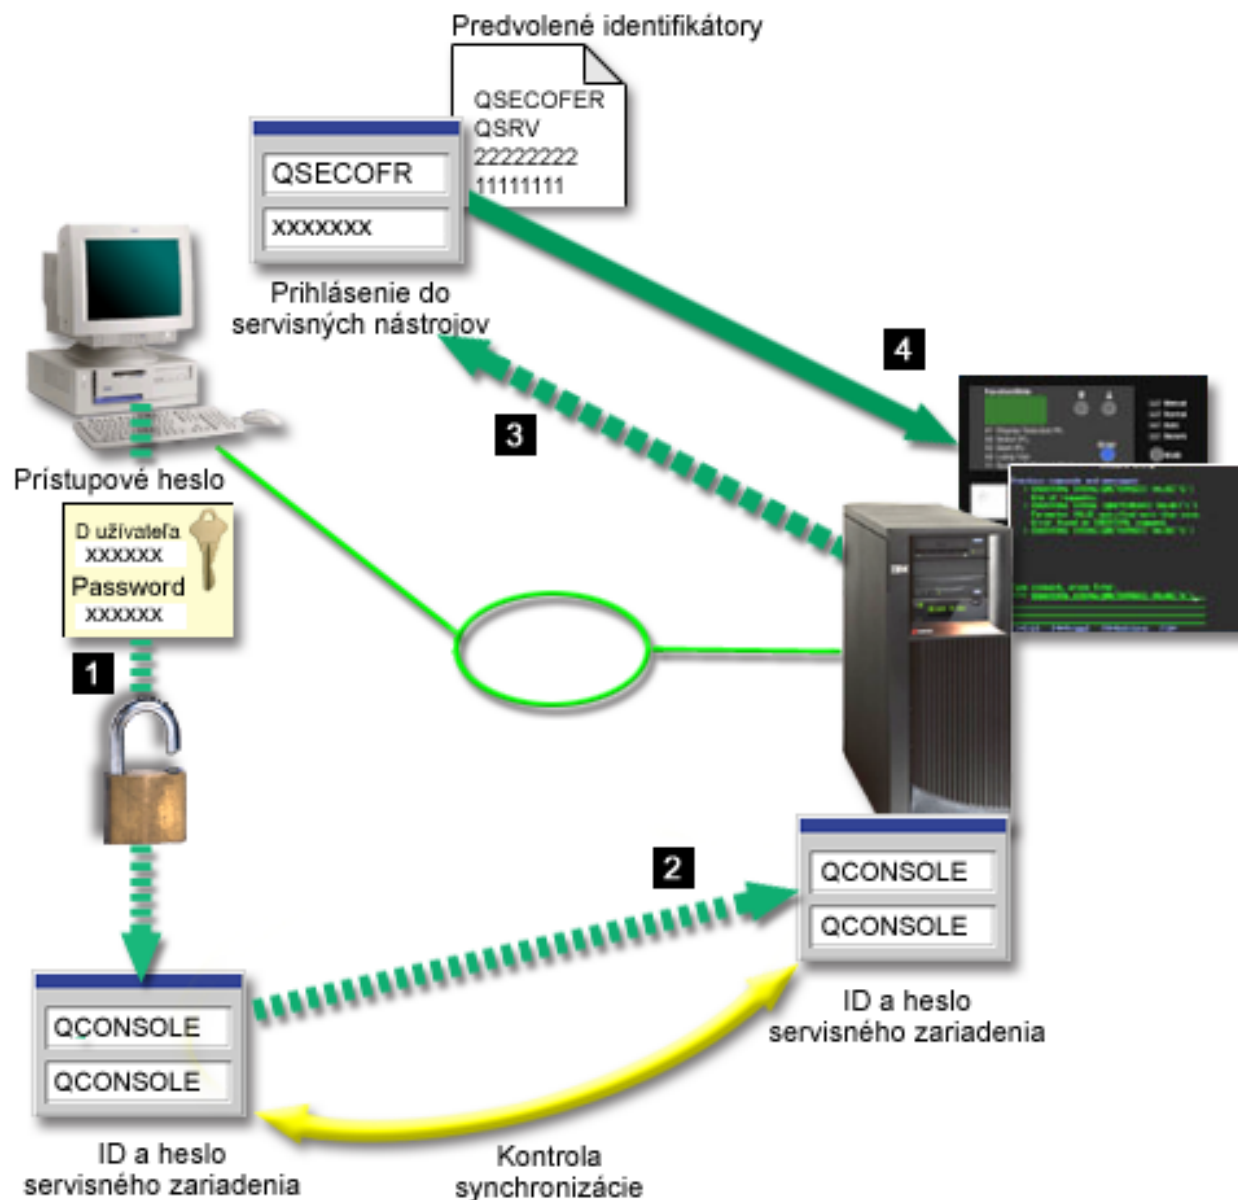 Predvolené identifikátory
QSECOFER
QSRV
22222222
11111111
QSECOFR
xxxxxxx
Prihlásenie do
servisných nástrojov
4
3
Prístupové heslo
D užívateľa
xxxxxx
Password
xxxxxx
1
IBM
2
QCONSOLE
QCONSOLE
ID a heslo
servisného zariadenia
QCONSOLE
QCONSOLE
ID a heslo
servisného zariadenia
Kontrola
synchronizácie